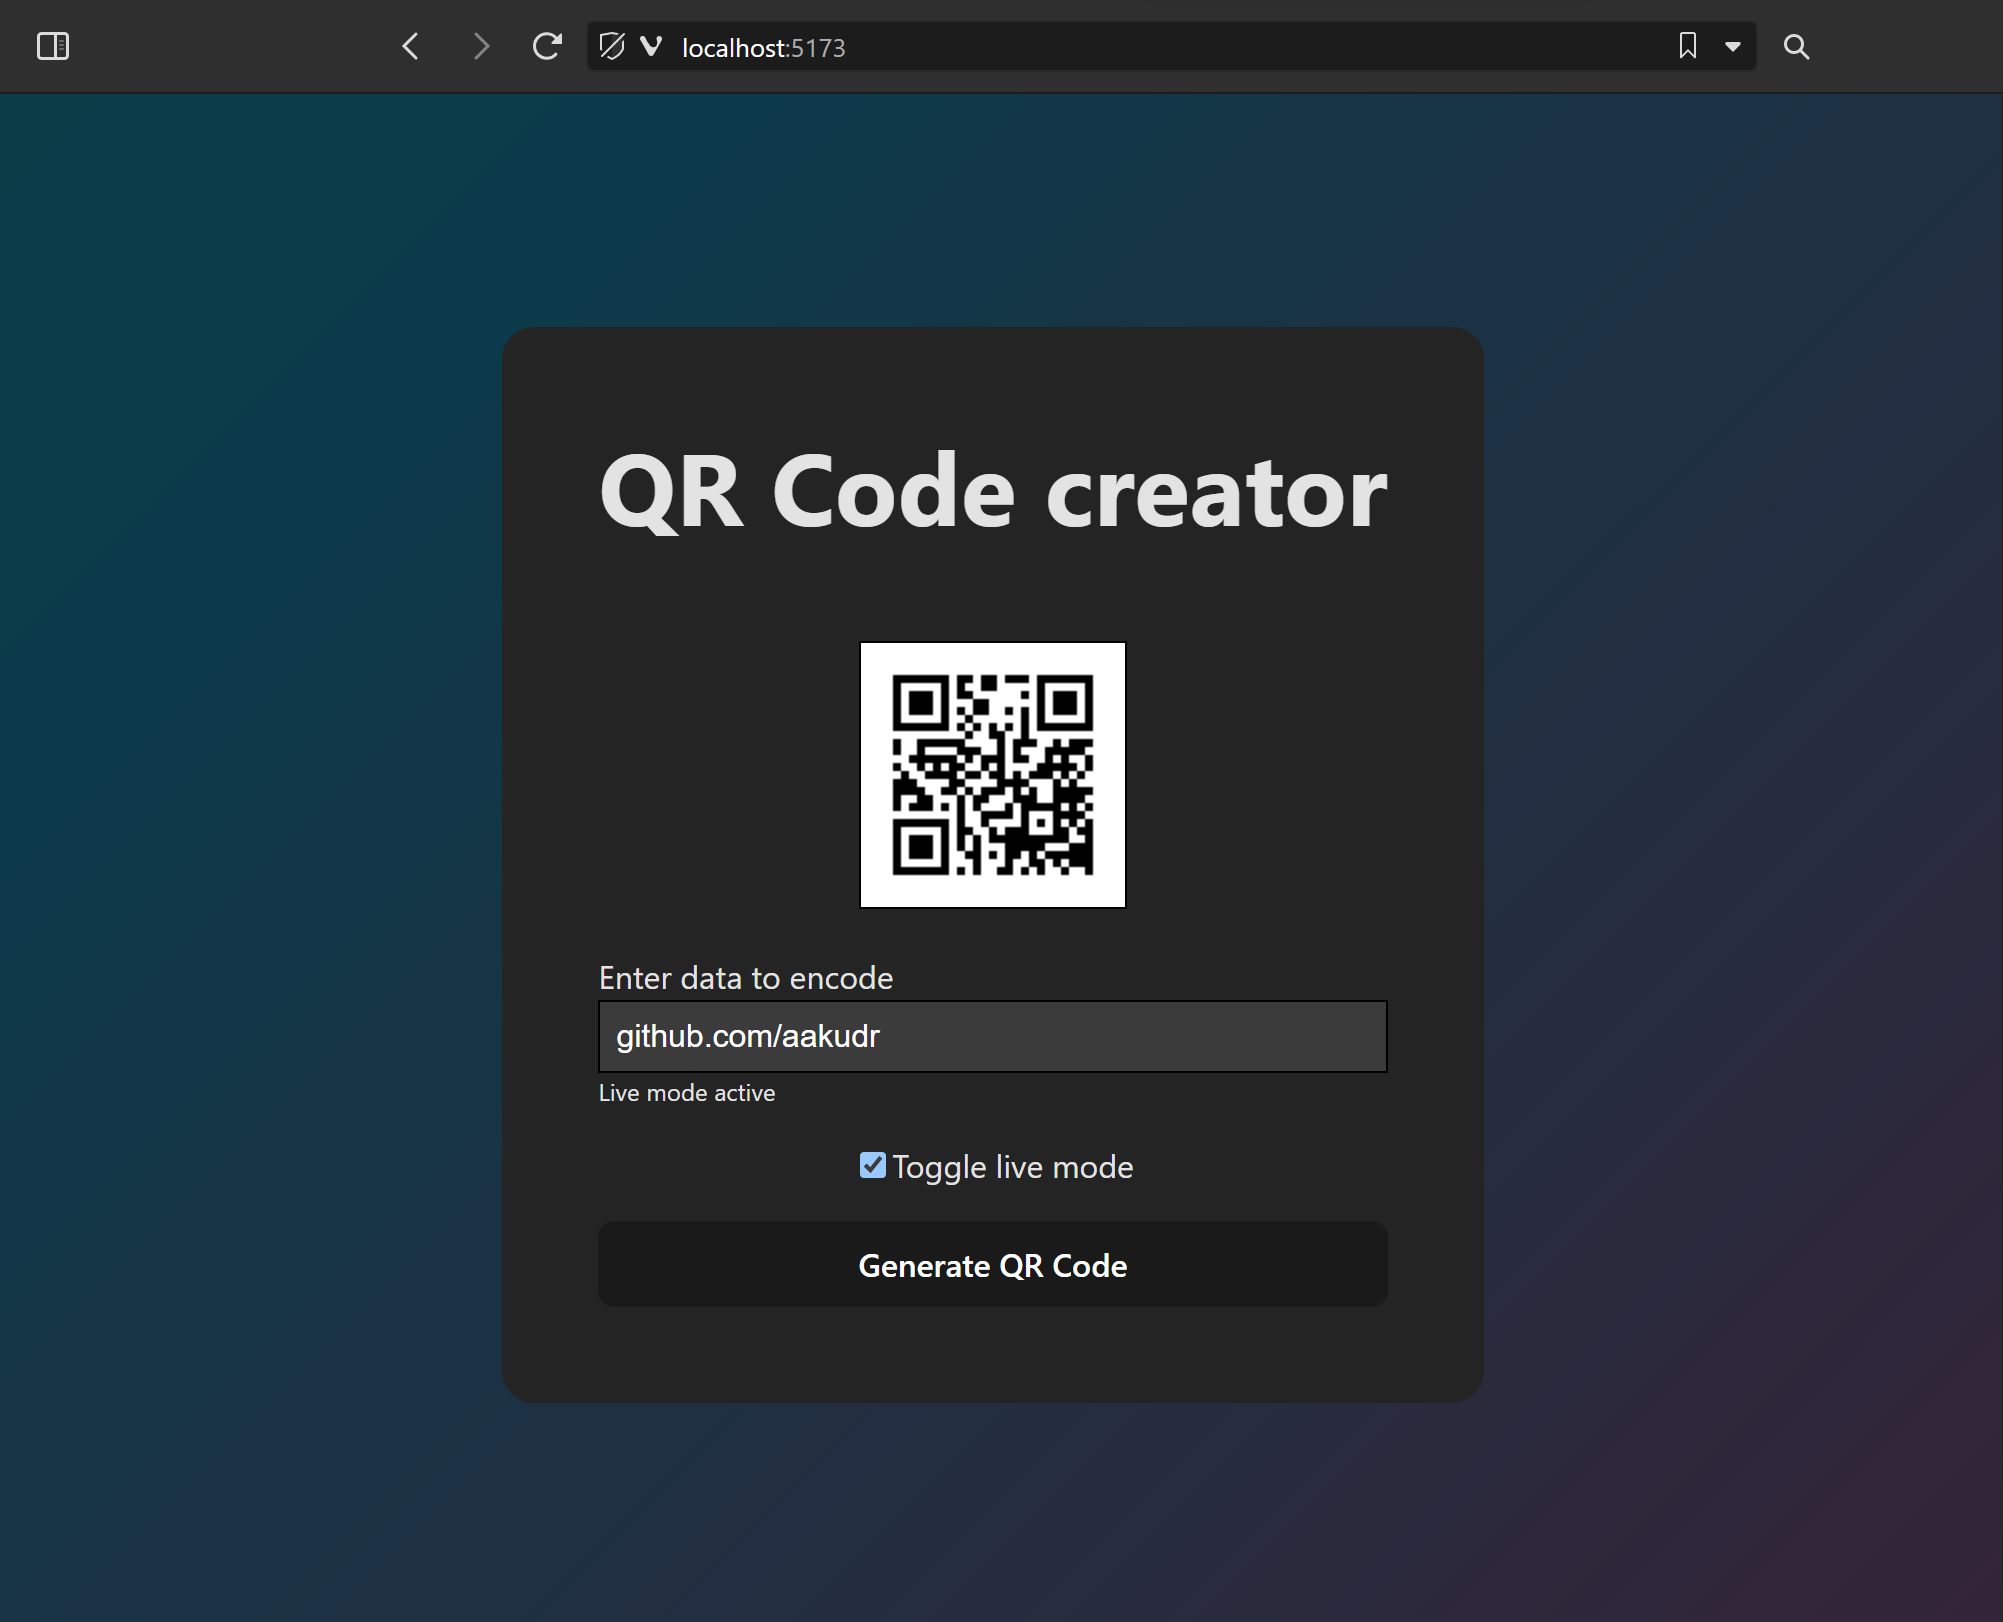 localhost:5173
QR Code creator
Enter data to encode
github.com/aakudr
Live mode active
Toggle live mode
Generate QR Code